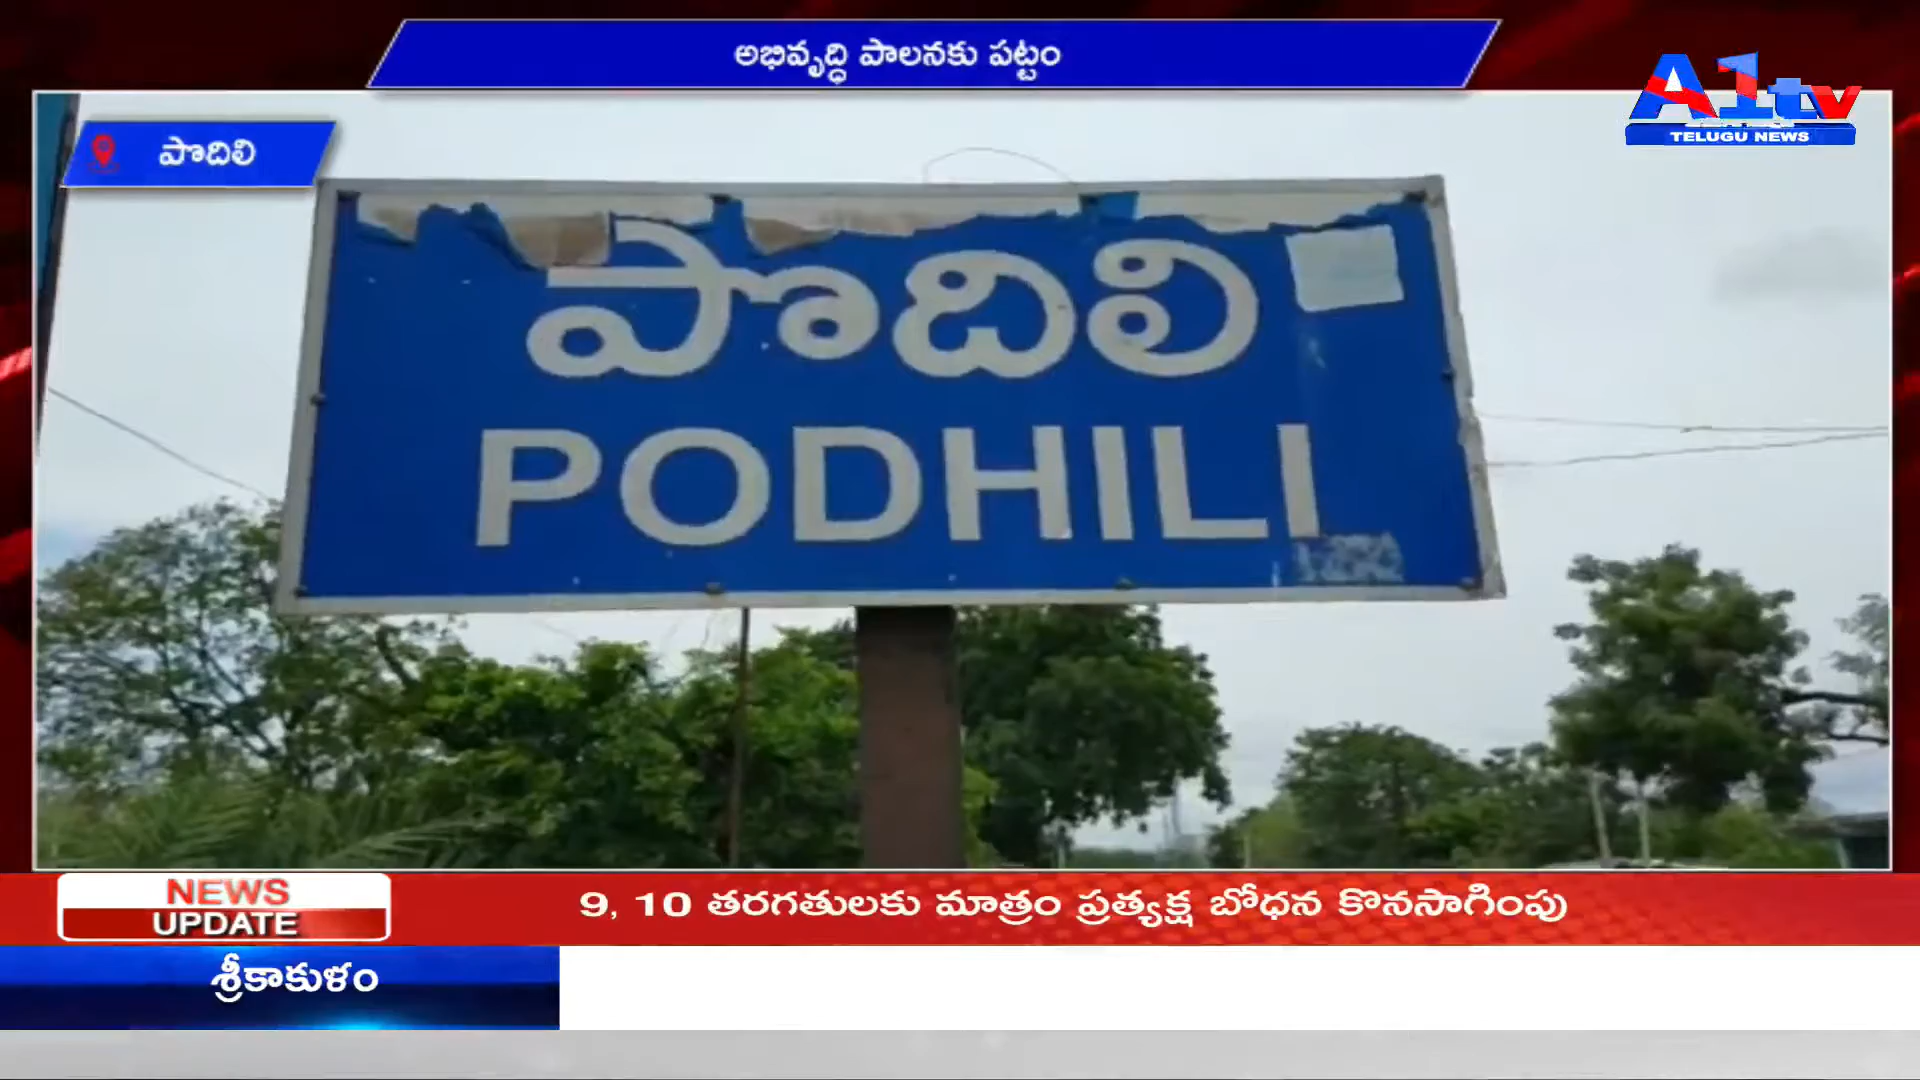 అభివృద్ధి పాలనకు పట్టం
A1tv
TELUGU NEWS
పొదిలి
పొదిలి
PODHILI
NEWS
UPDATE
9, 10 తరగతులకు మాత్రం ప్రత్యక్ష బోధన కొనసాగింపు
శ్రీకాకుళం